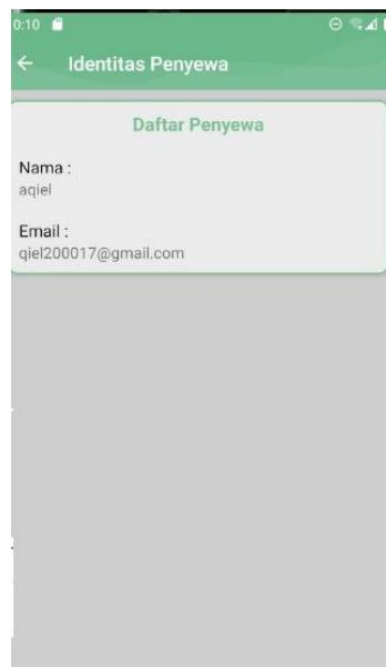 0:10
Identitas Penyewa
Daftar Penyewa
Nama :
aqiel
Email :
qiel200017@gmail.com